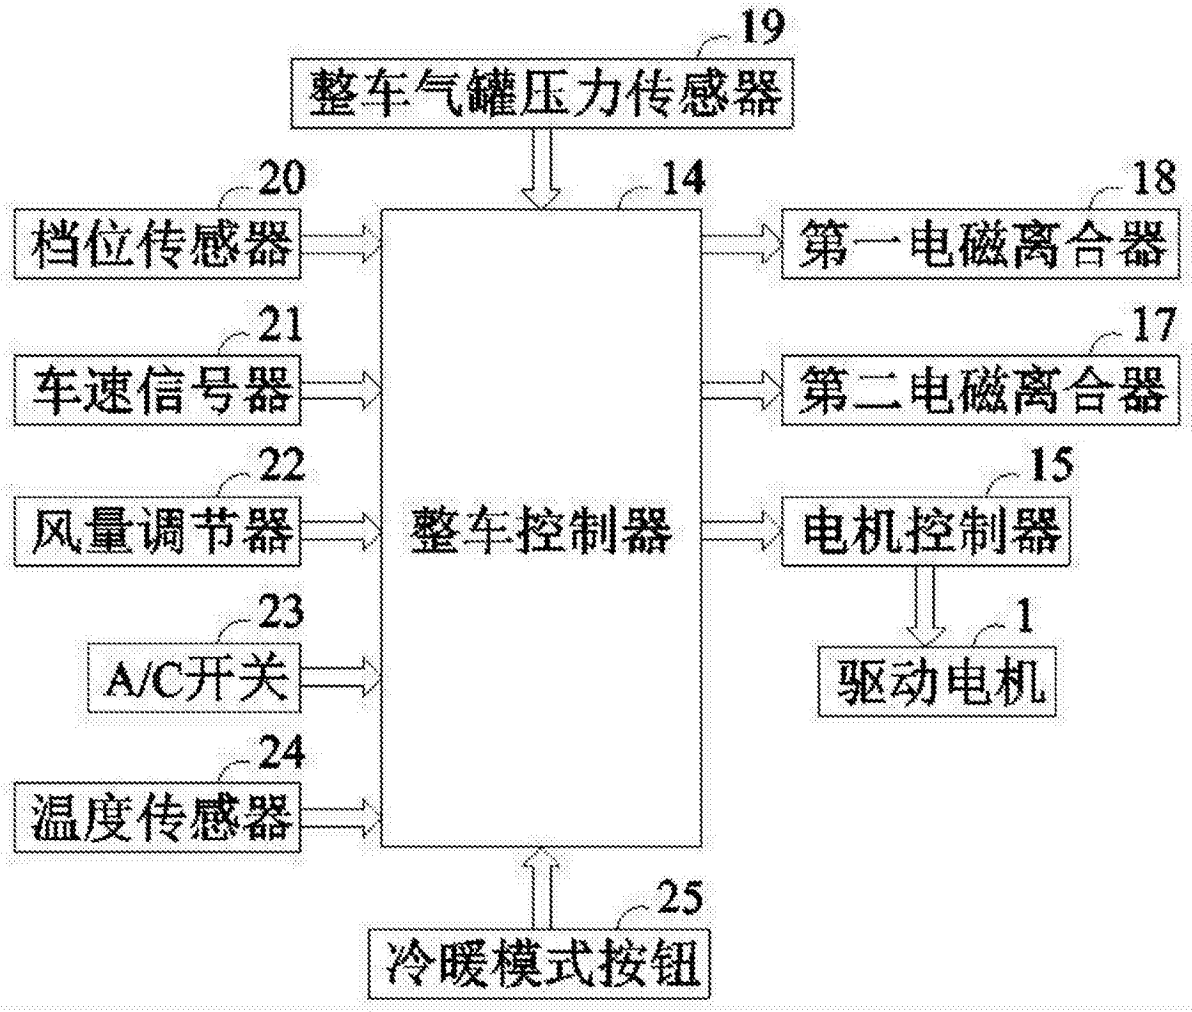 19
整车气罐压力传感器
20
14
18
档位传感器
第一电磁离合器
21
17
车速信号器
第二电磁离合器
22
15
风量调节器
整车控制器
电机控制器
23
1
A/C开关
驱动电机
24
温度传感器
25
冷暖模式按钮